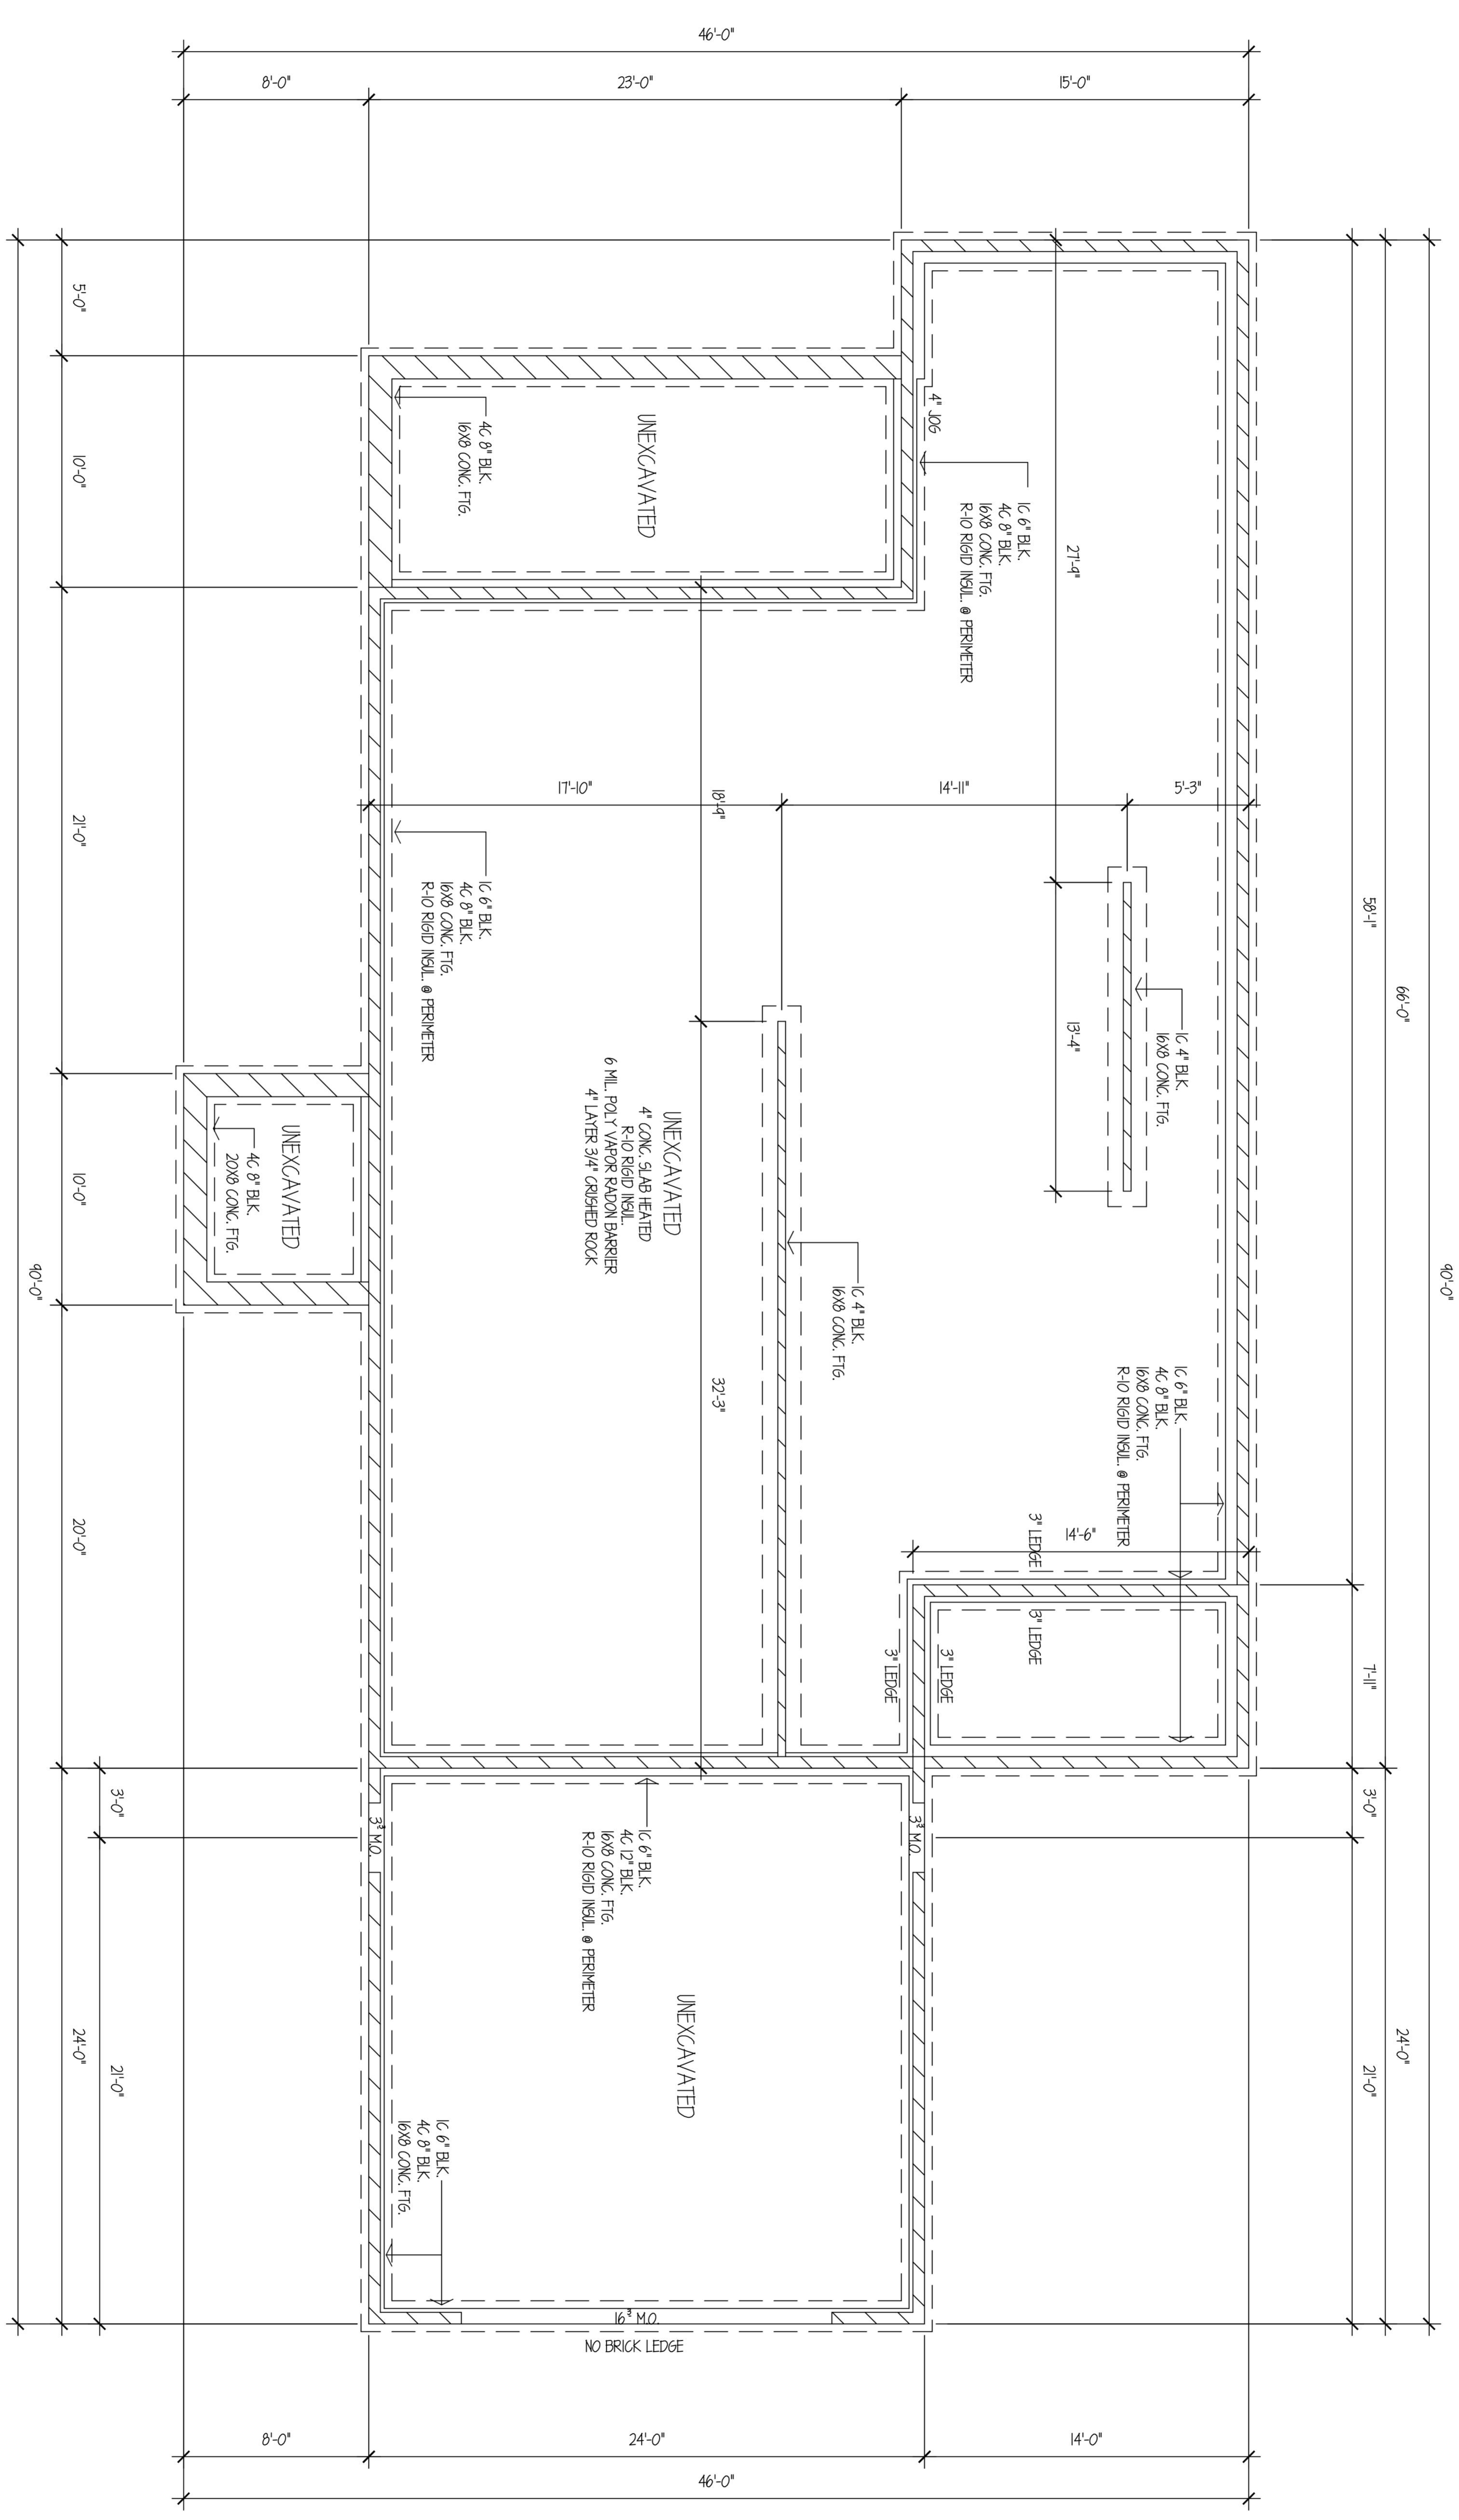 46'-0"
8'-0"
23'-0"
15'-0"
5'-0"
10'-0"
21'-0"
10'-0"
20'-0"
90'-0"
3'-0"
24'-0"
21'-0"
UNEXCAVATED
4C 8" BLK.
16X8 CONC. FTG.
4" JOG
1C 6" BLK.
4C 8" BLK.
16X8 CONC. FTG.
R-10 RIGID INSUL. @ PERIMETER
27'-9"
17'-10"
14'-11"
5'-3"
18'-9"
1C 6" BLK.
4C 8" BLK.
16X8 CONC. FTG.
R-10 RIGID INSUL. @ PERIMETER
13'-4"
1C 4" BLK.
16X8 CONC. FTG.
58'-1"
66'-0"
90'-0"
UNEXCAVATED
4" CONC. SLAB HEATED
R-10 RIGID INSUL.
6 MIL. POLY VAPOR RADON BARRIER
4" LAYER 3/4" CRUSHED ROCK
UNEXCAVATED
4C 8" BLK.
20X8 CONC. FTG.
1C 4" BLK.
16X8 CONC. FTG.
32'-3"
1C 6" BLK.
4C 8" BLK.
16X8 CONC. FTG.
R-10 RIGID INSUL. @ PERIMETER
14'-6"
3" LEDGE
3" LEDGE
3" LEDGE
3" LEDGE
7'-11"
3'-0"
24'-0"
21'-0"
M.O.
M.O.
1C 6" BLK.
4C 12" BLK.
16X8 CONC. FTG.
R-10 RIGID INSUL. @ PERIMETER
UNEXCAVATED
1C 6" BLK.
4C 8" BLK.
16X8 CONC. FTG.
M.O.
NO BRICK LEDGE
8'-0"
24'-0"
14'-0"
46'-0"